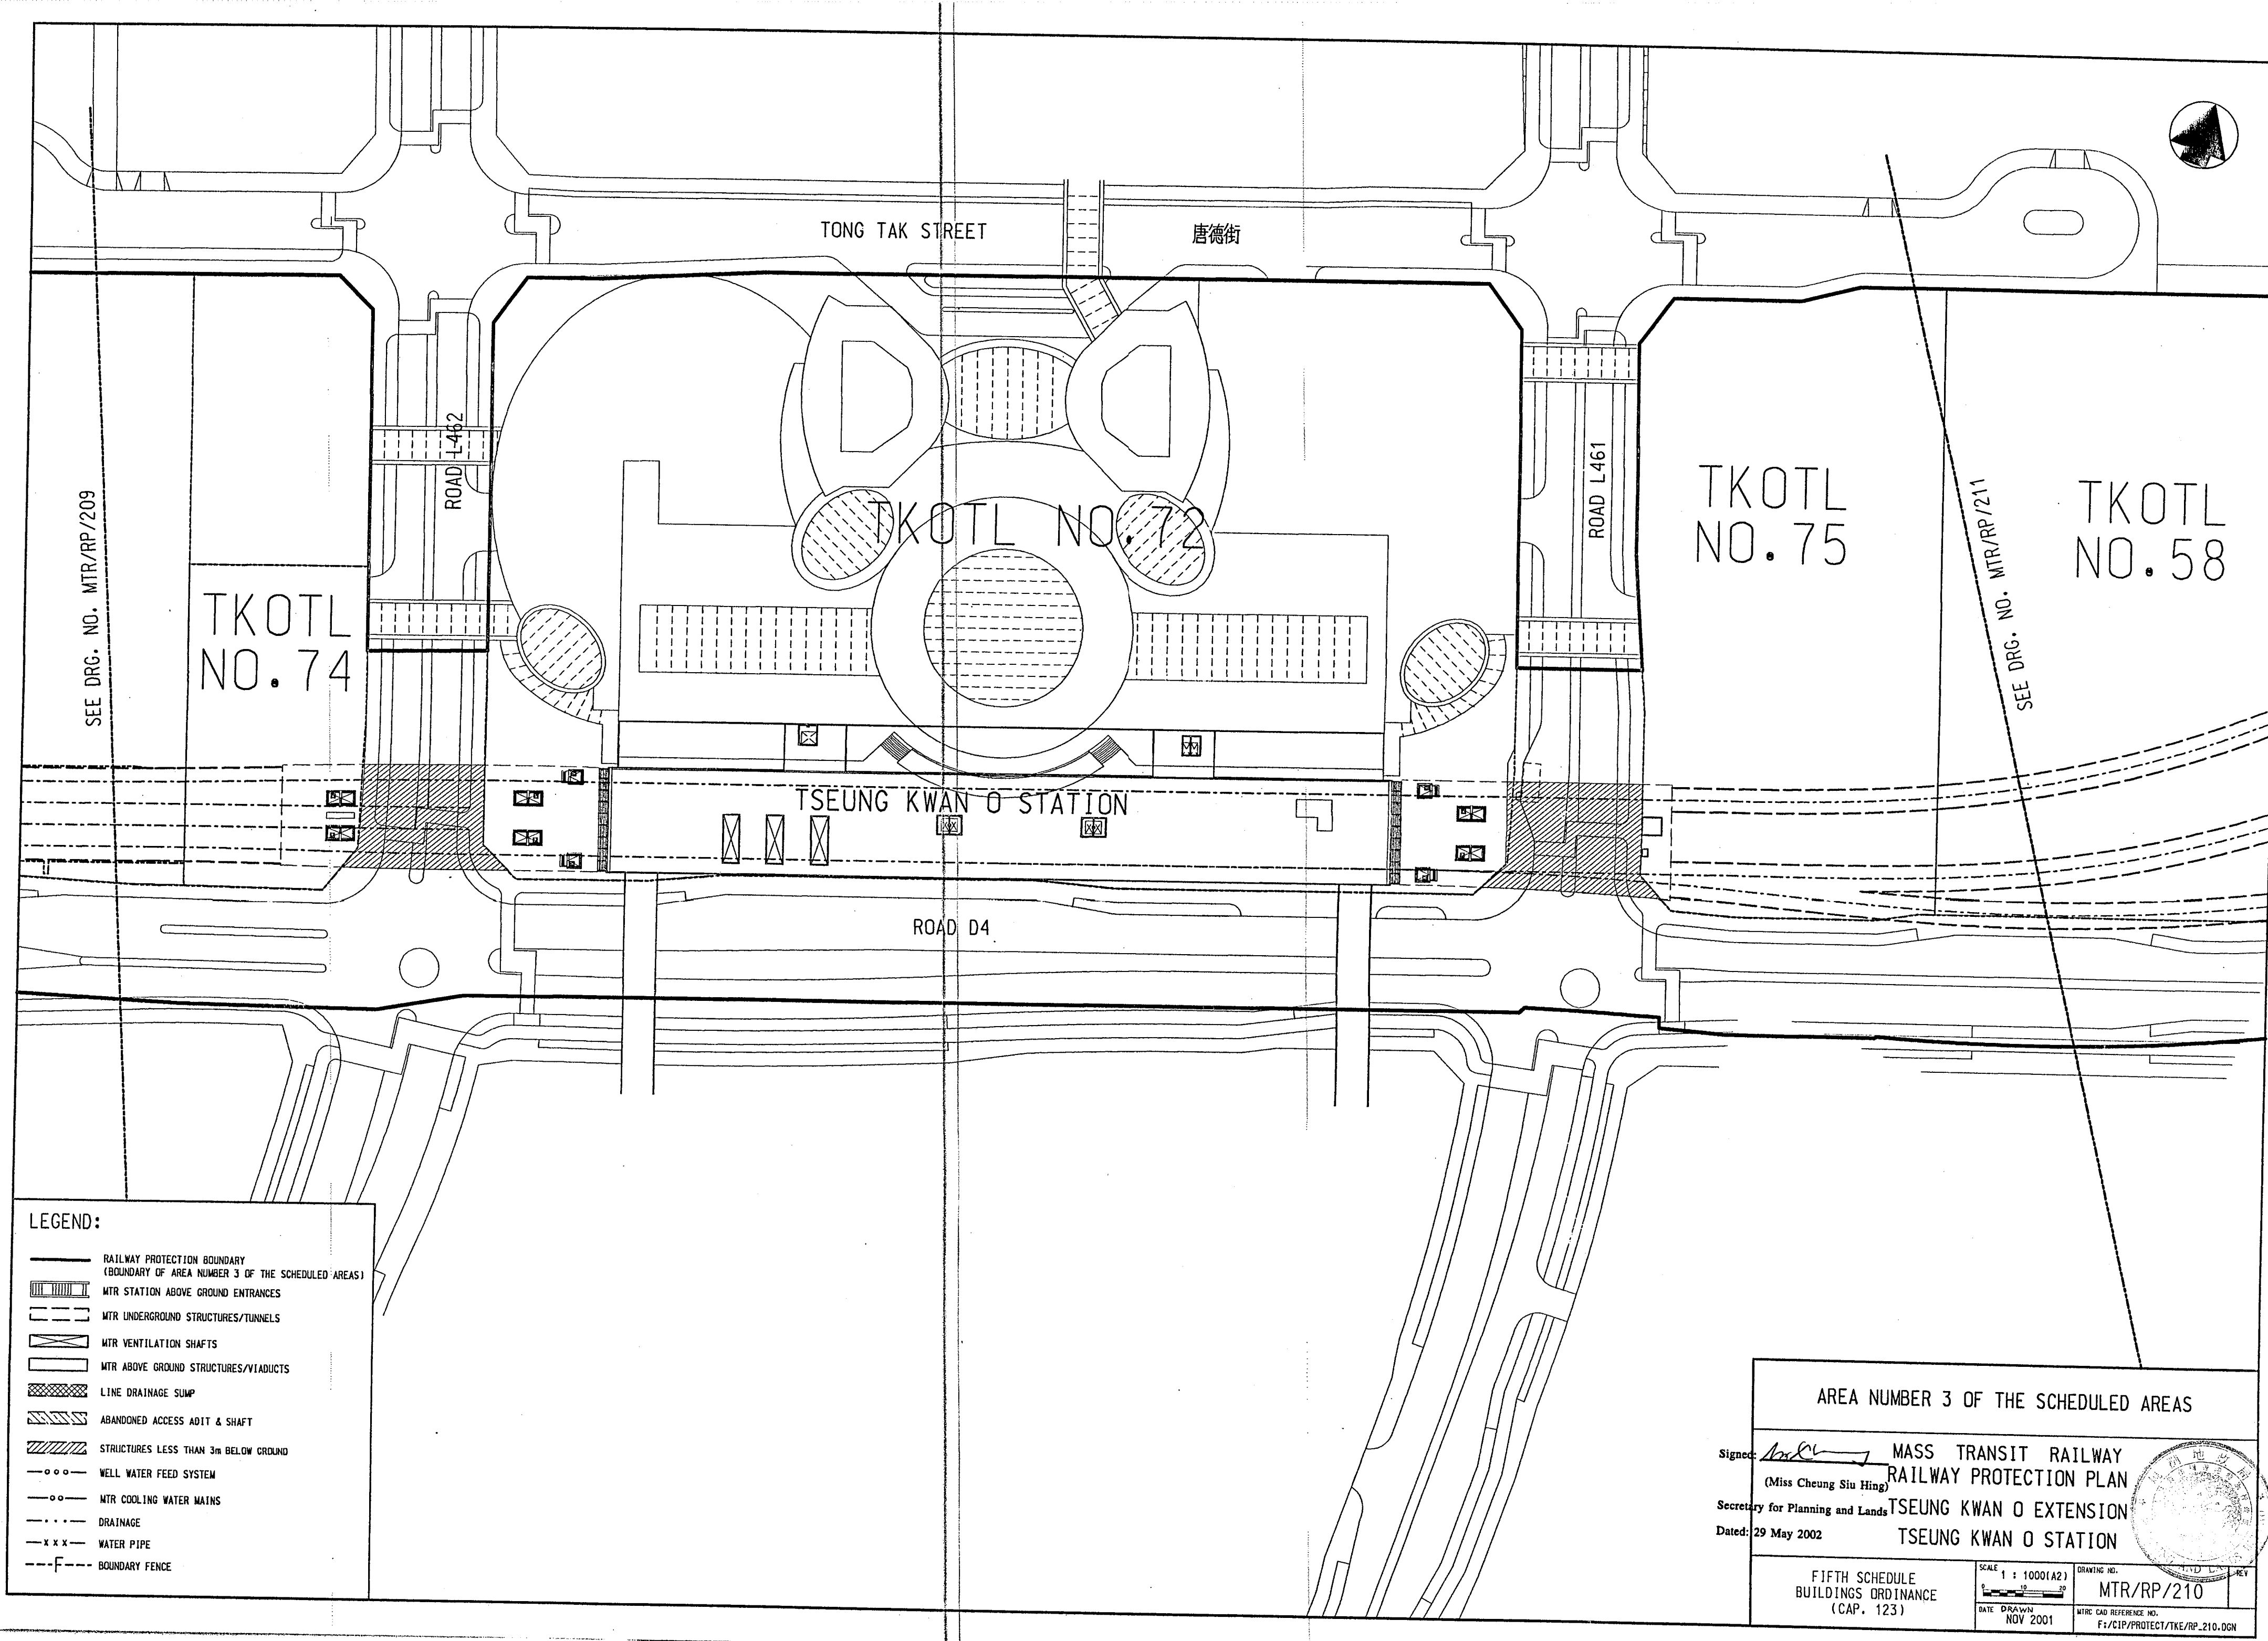 TONG TAK STREET
唐德街
ROAD L462
ROAD L461
SEE DRG. NO. MTR/RP/209
SEE DRG. NO. MTR/RP/211
TKOTL
NO. 74
TKOTL NO. 72
TKOTL
NO. 75
TKOTL
NO. 58
TSEUNG KWAN O STATION
ROAD D4
LEGEND:
RAILWAY PROTECTION BOUNDARY
(BOUNDARY OF AREA NUMBER 3 OF THE SCHEDULED AREAS)
MTR STATION ABOVE GROUND ENTRANCES
MTR UNDERGROUND STRUCTURES/TUNNELS
MTR VENTILATION SHAFTS
MTR ABOVE GROUND STRUCTURES/VIADUCTS
LINE DRAINAGE SUMP
ABANDONED ACCESS ADIT & SHAFT
STRUCTURES LESS THAN 3m BELOW GROUND
WELL WATER FEED SYSTEM
MTR COOLING WATER MAINS
DRAINAGE
x x x WATER PIPE
F BOUNDARY FENCE
AREA NUMBER 3 OF THE SCHEDULED AREAS
Signed:
(Miss Cheung Siu Hing)
Secretary for Planning and Lands
Dated: 29 May 2002
MASS TRANSIT RAILWAY
RAILWAY PROTECTION PLAN
TSEUNG KWAN O EXTENSION
TSEUNG KWAN O STATION
FIFTH SCHEDULE
BUILDINGS ORDINANCE
(CAP. 123)
SCALE 1 : 1000(A2)
0 10 20
DATE DRAWN
NOV 2001
DRAWING NO.
MTR/RP/210
REV
MTRC CAD REFERENCE NO.
F:/CIP/PROTECT/TKE/RP_210.DGN